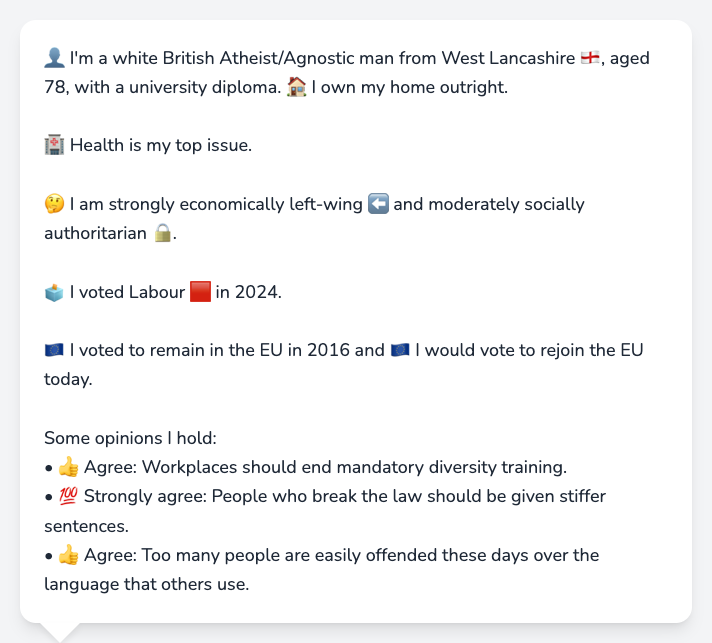 👤 I'm a white British Atheist/Agnostic man from West Lancashire 🏴󠁧󠁢󠁥󠁮󠁧󠁿, aged
78, with a university diploma. 🏠 I own my home outright.
🏥 Health is my top issue.
🤔 I am strongly economically left-wing ⬅️ and moderately socially
authoritarian 🔒.
🗳️ I voted Labour 🟥 in 2024.
🇪🇺 I voted to remain in the EU in 2016 and 🇪🇺 I would vote to rejoin the EU
today.
Some opinions I hold:
• 👍 Agree: Workplaces should end mandatory diversity training.
• 💯 Strongly agree: People who break the law should be given stiffer
sentences.
• 👍 Agree: Too many people are easily offended these days over the
language that others use.